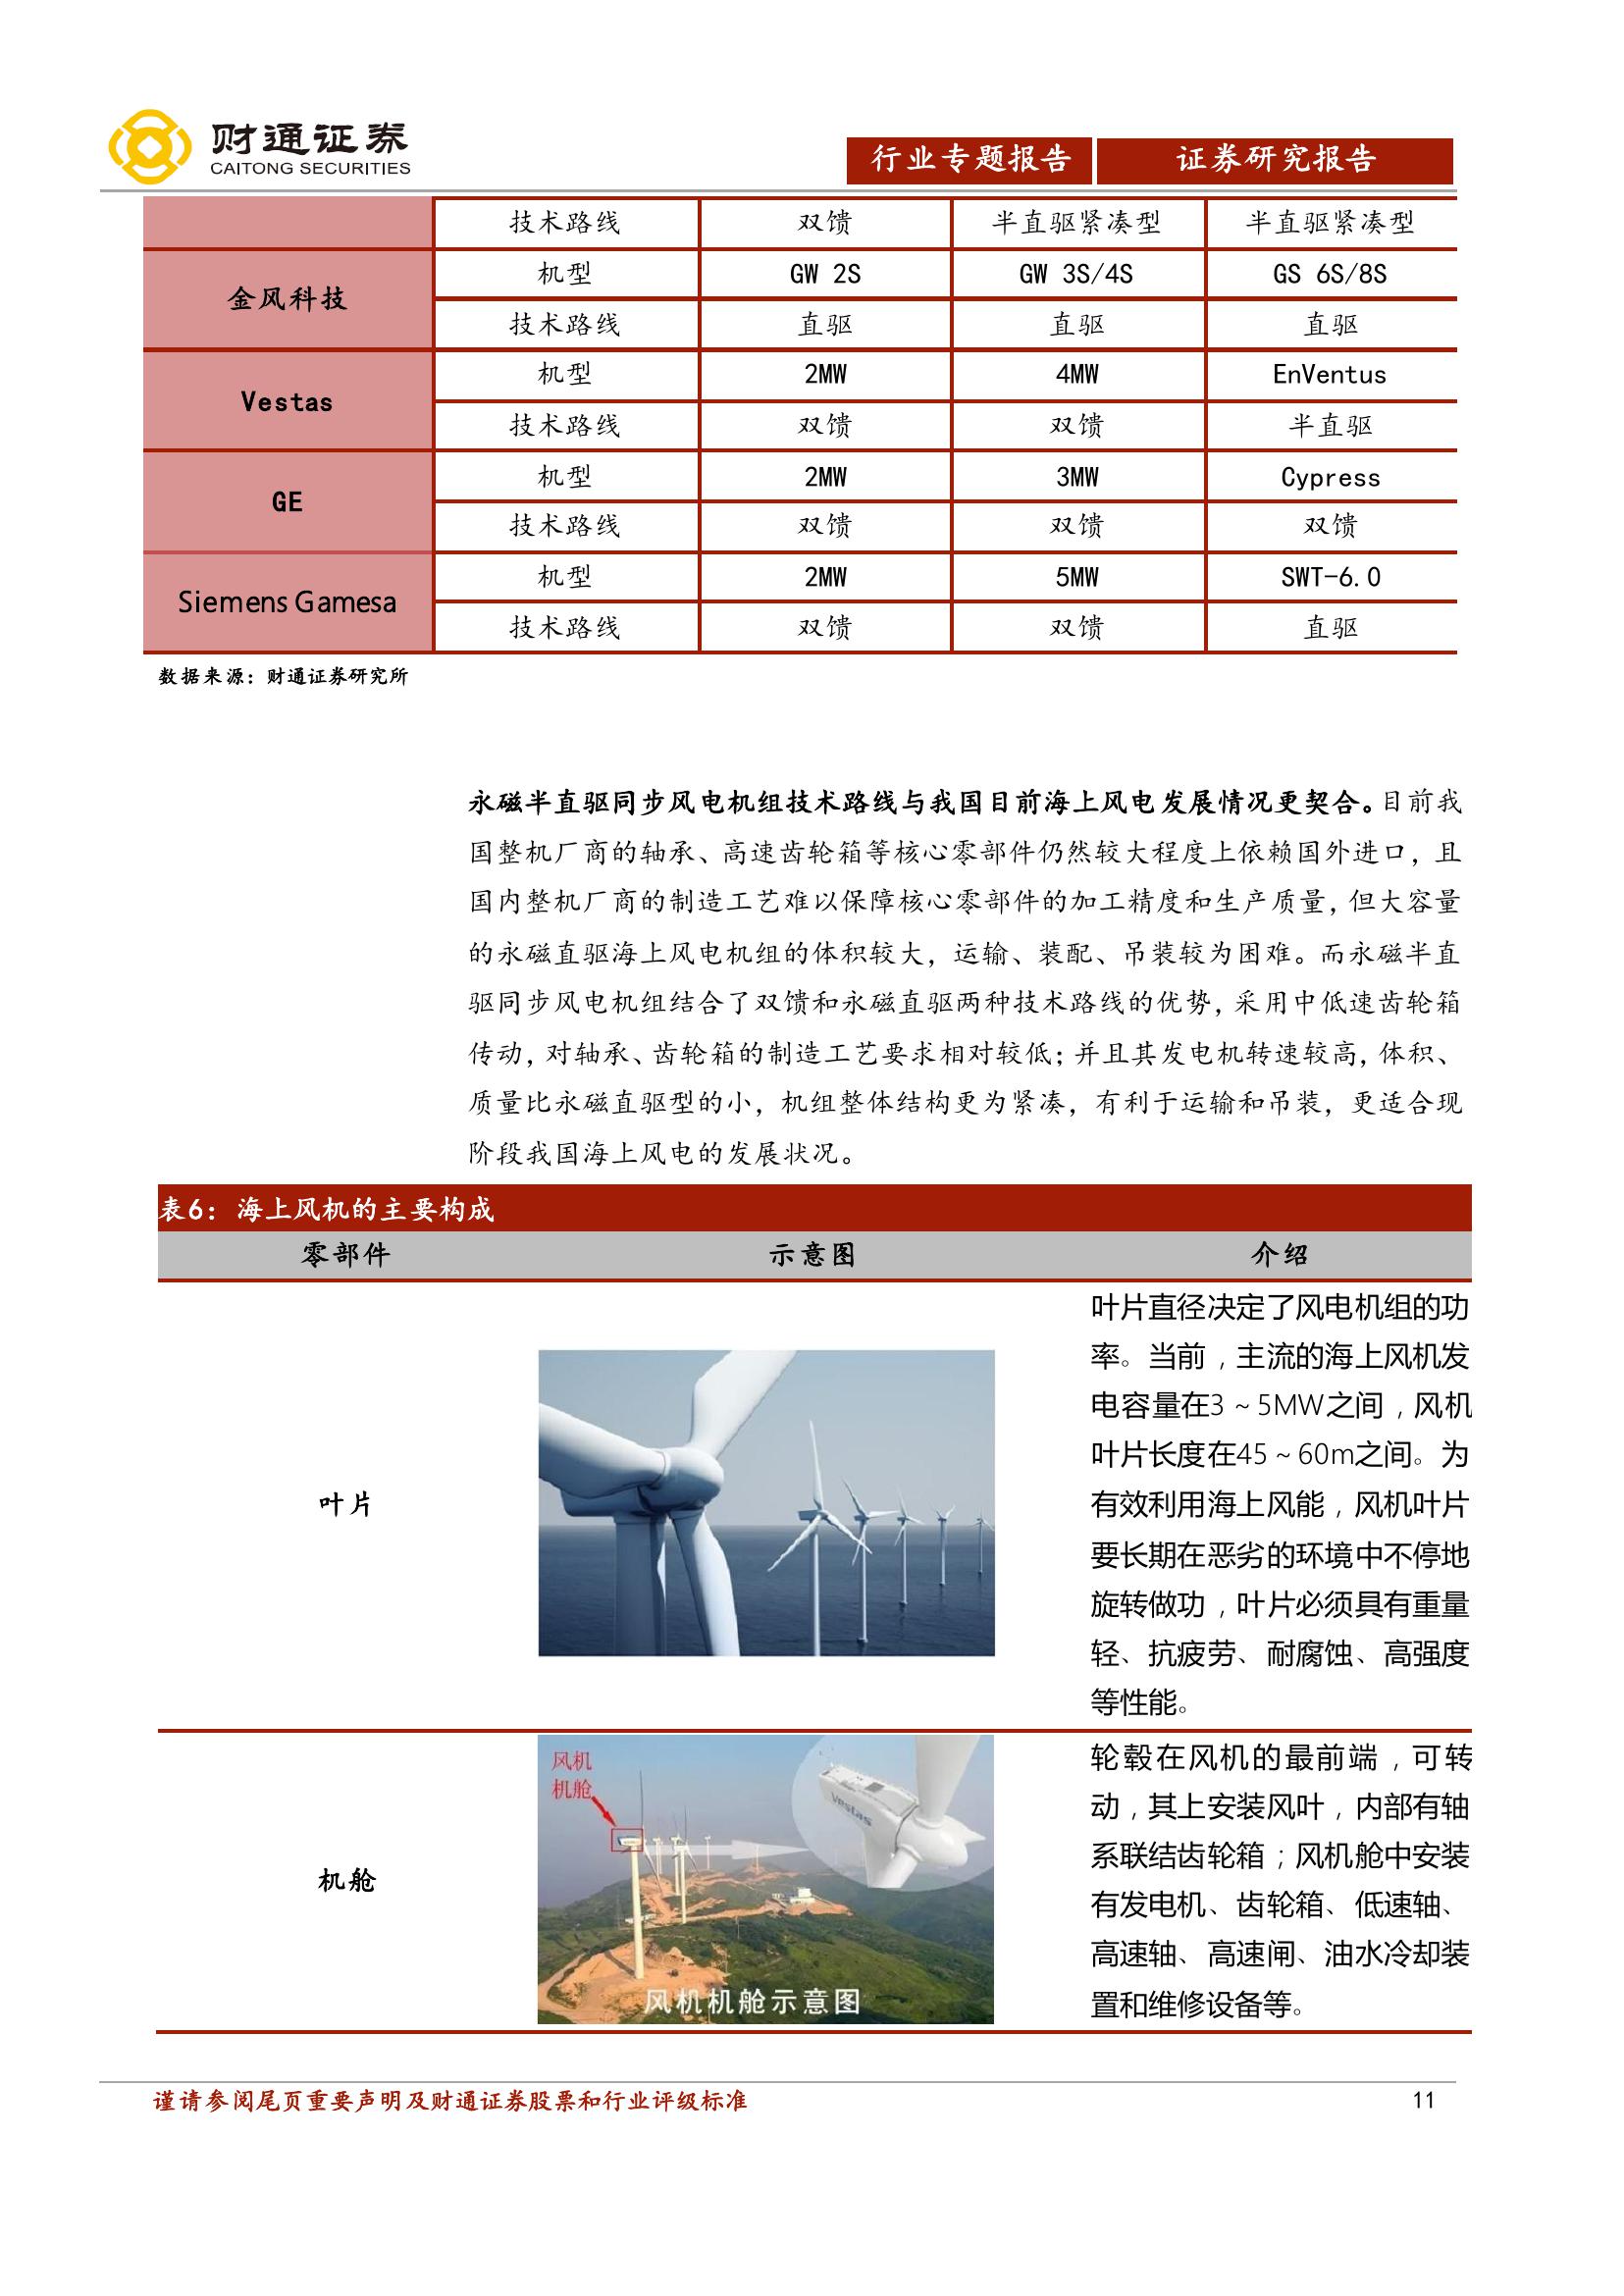 财通证券
CAITONG SECURITIES
行业专题报告 证券研究报告
技术路线 双馈 半直驱紧凑型 半直驱紧凑型
金风科技
机型 GW 2S GW 3S/4S GS 6S/8S
技术路线 直驱 直驱 直驱
Vestas
机型 2MW 4MW EnVentus
技术路线 双馈 双馈 半直驱
GE
机型 2MW 3MW Cypress
技术路线 双馈 双馈 双馈
Siemens Gamesa
机型 2MW 5MW SWT-6.0
技术路线 双馈 双馈 直驱
数据来源：财通证券研究所
永磁半直驱同步风电机组技术路线与我国目前海上风电发展情况更契合。目前我
国整机厂商的轴承、高速齿轮箱等核心零部件仍然较大程度上依赖国外进口，且
国内整机厂商的制造工艺难以保障核心零部件的加工精度和生产质量，但大容量
的永磁直驱海上风电机组的体积较大，运输、装配、吊装较为困难。而永磁半直
驱同步风电机组结合了双馈和永磁直驱两种技术路线的优势，采用中低速齿轮箱
传动，对轴承、齿轮箱的制造工艺要求相对较低；并且其发电机转速较高，体积、
质量比永磁直驱型的小，机组整体结构更为紧凑，有利于运输和吊装，更适合现
阶段我国海上风电的发展状况。
表6：海上风机的主要构成
零部件 示意图 介绍
叶片
叶片直径决定了风电机组的功
率。当前，主流的海上风机发
电容量在3～5MW之间，风机
叶片长度在45～60m之间。为
有效利用海上风能，风机叶片
要长期在恶劣的环境中不停地
旋转做功，叶片必须具有重量
轻、抗疲劳、耐腐蚀、高强度
等性能。
机舱
风机
机舱
Vestas
风机机舱示意图
轮毂在风机的最前端，可转
动，其上安装风叶，内部有轴
系联结齿轮箱；风机舱中安装
有发电机、齿轮箱、低速轴、
高速轴、高速闸、油水冷却装
置和维修设备等。
谨请参阅尾页重要声明及财通证券股票和行业评级标准 11